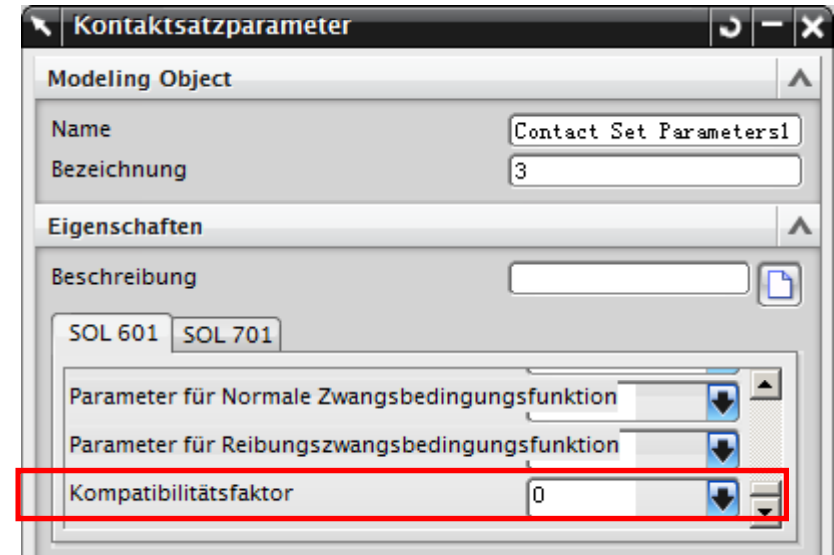 Kontaktsatzparameter
Modeling Object
Name Contact Set Parameters1
Bezeichnung 3
Eigenschaften
Beschreibung
SOL 601 SOL 701
Parameter für Normale Zwangsbedingungsfunktion
Parameter für Reibungszwangsbedingungsfunktion
Kompatibilitätsfaktor 0